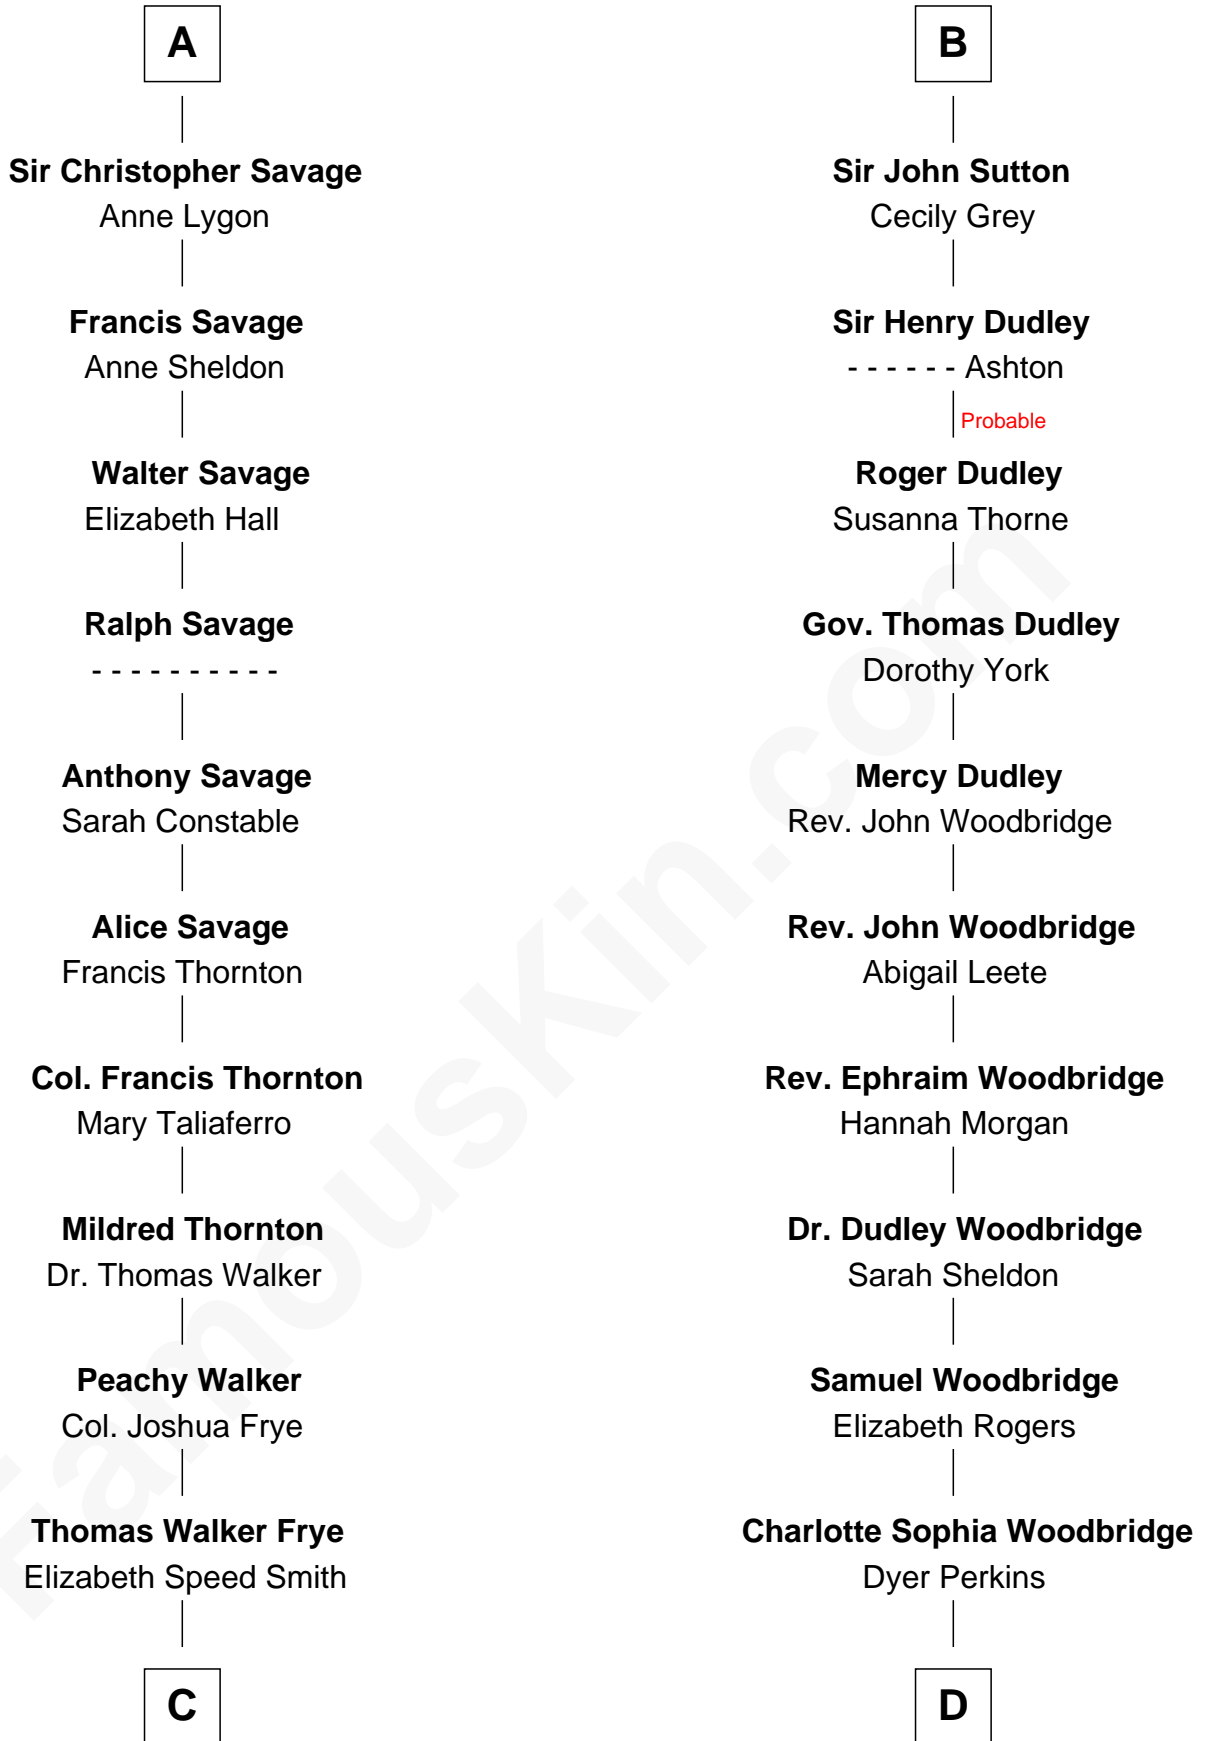 A
Sir Christopher Savage
Anne Lygon
Francis Savage
Anne Sheldon
Walter Savage
Elizabeth Hall
Ralph Savage
- - - - - - - - - -
Anthony Savage
Sarah Constable
Alice Savage
Francis Thornton
Col. Francis Thornton
Mary Taliaferro
Mildred Thornton
Dr. Thomas Walker
Peachy Walker
Col. Joshua Frye
Thomas Walker Frye
Elizabeth Speed Smith
C
B
Sir John Sutton
Cecily Grey
Sir Henry Dudley
- - - - - - Ashton
Probable
Roger Dudley
Susanna Thorne
Gov. Thomas Dudley
Dorothy York
Mercy Dudley
Rev. John Woodbridge
Rev. John Woodbridge
Abigail Leete
Rev. Ephraim Woodbridge
Hannah Morgan
Dr. Dudley Woodbridge
Sarah Sheldon
Samuel Woodbridge
Elizabeth Rogers
Charlotte Sophia Woodbridge
Dyer Perkins
D
FamousKin.com